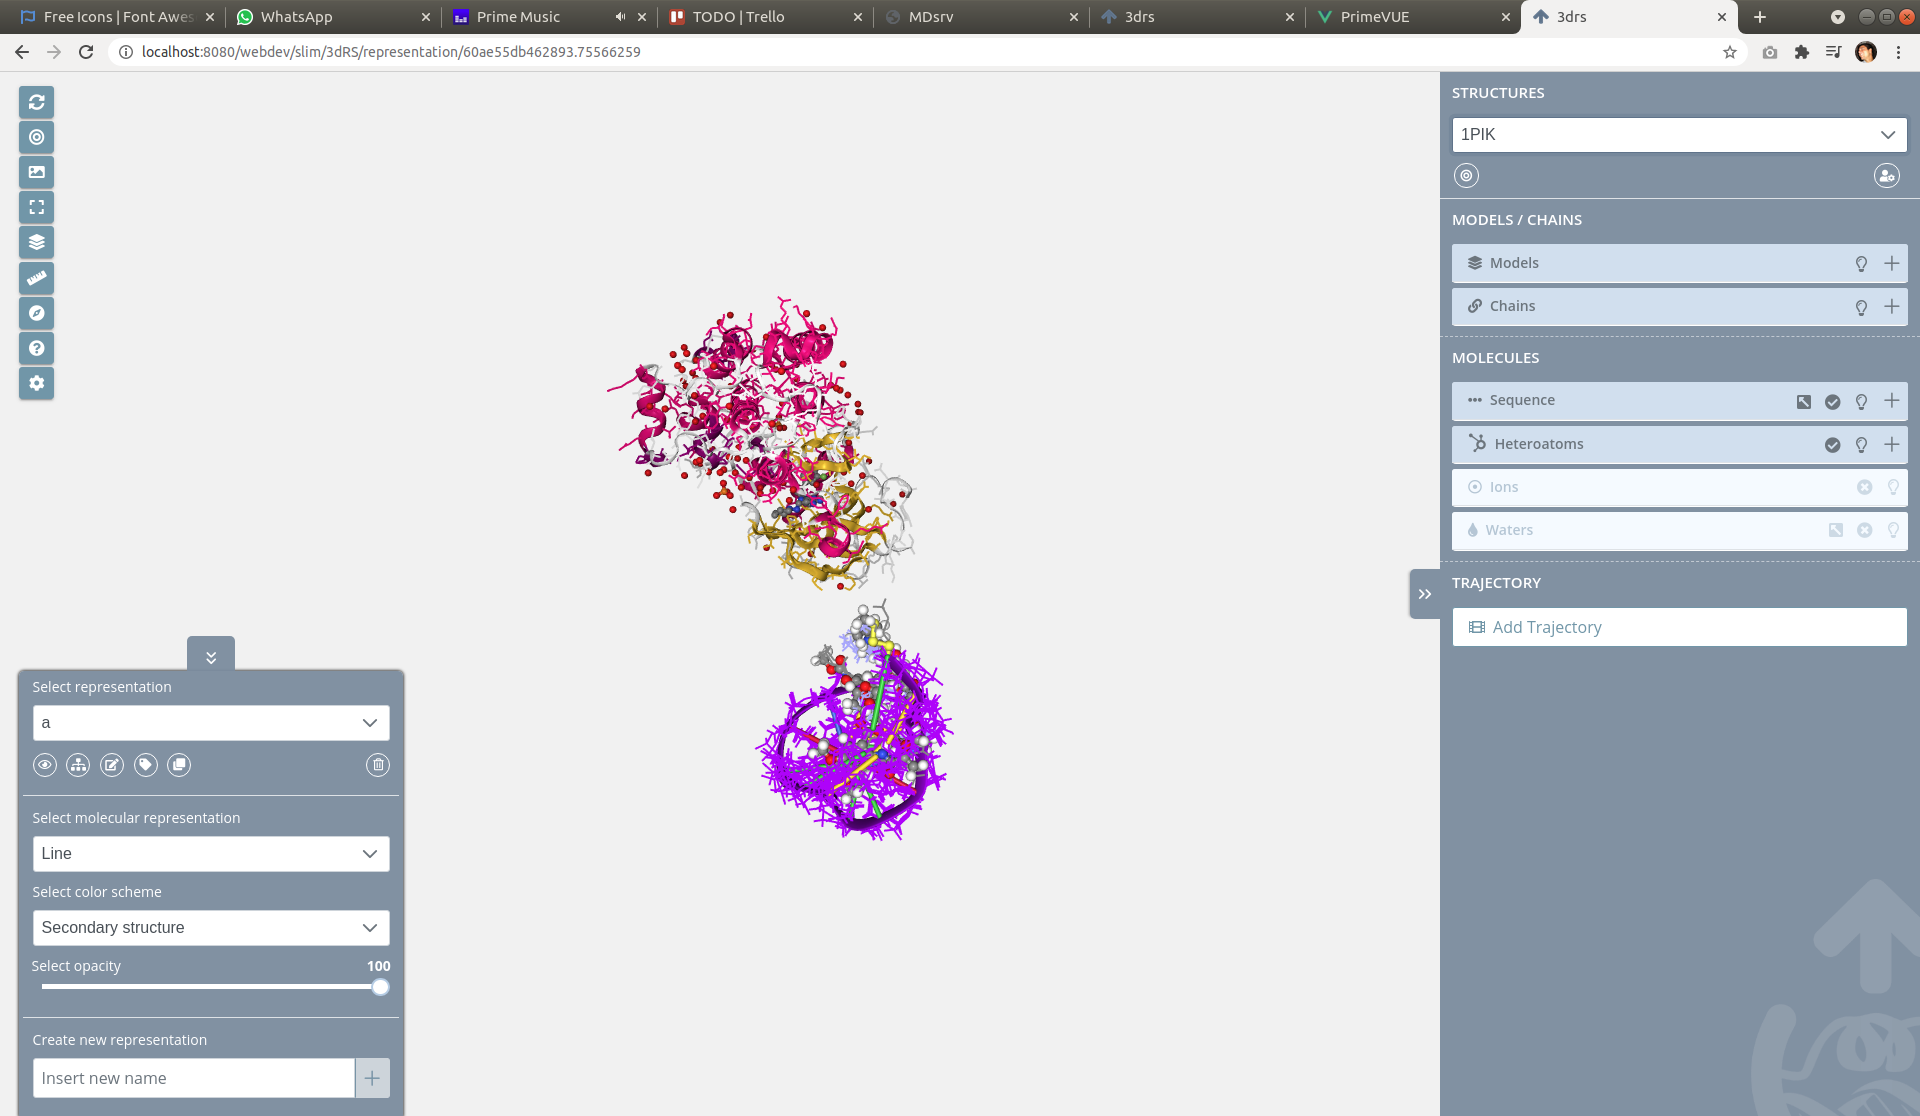 Free Icons | Font Awes
WhatsApp
Prime Music
TODO | Trello
MDsrv
3drs
PrimeVUE
3drs
localhost:8080/webdev/slim/3dRS/representation/60ae55db462893.75566259
STRUCTURES
1PIK
MODELS / CHAINS
Models
Chains
MOLECULES
Sequence
Heteroatoms
Ions
Waters
TRAJECTORY
Add Trajectory
Select representation
a
Select molecular representation
Line
Select color scheme
Secondary structure
Select opacity 100
Create new representation
Insert new name